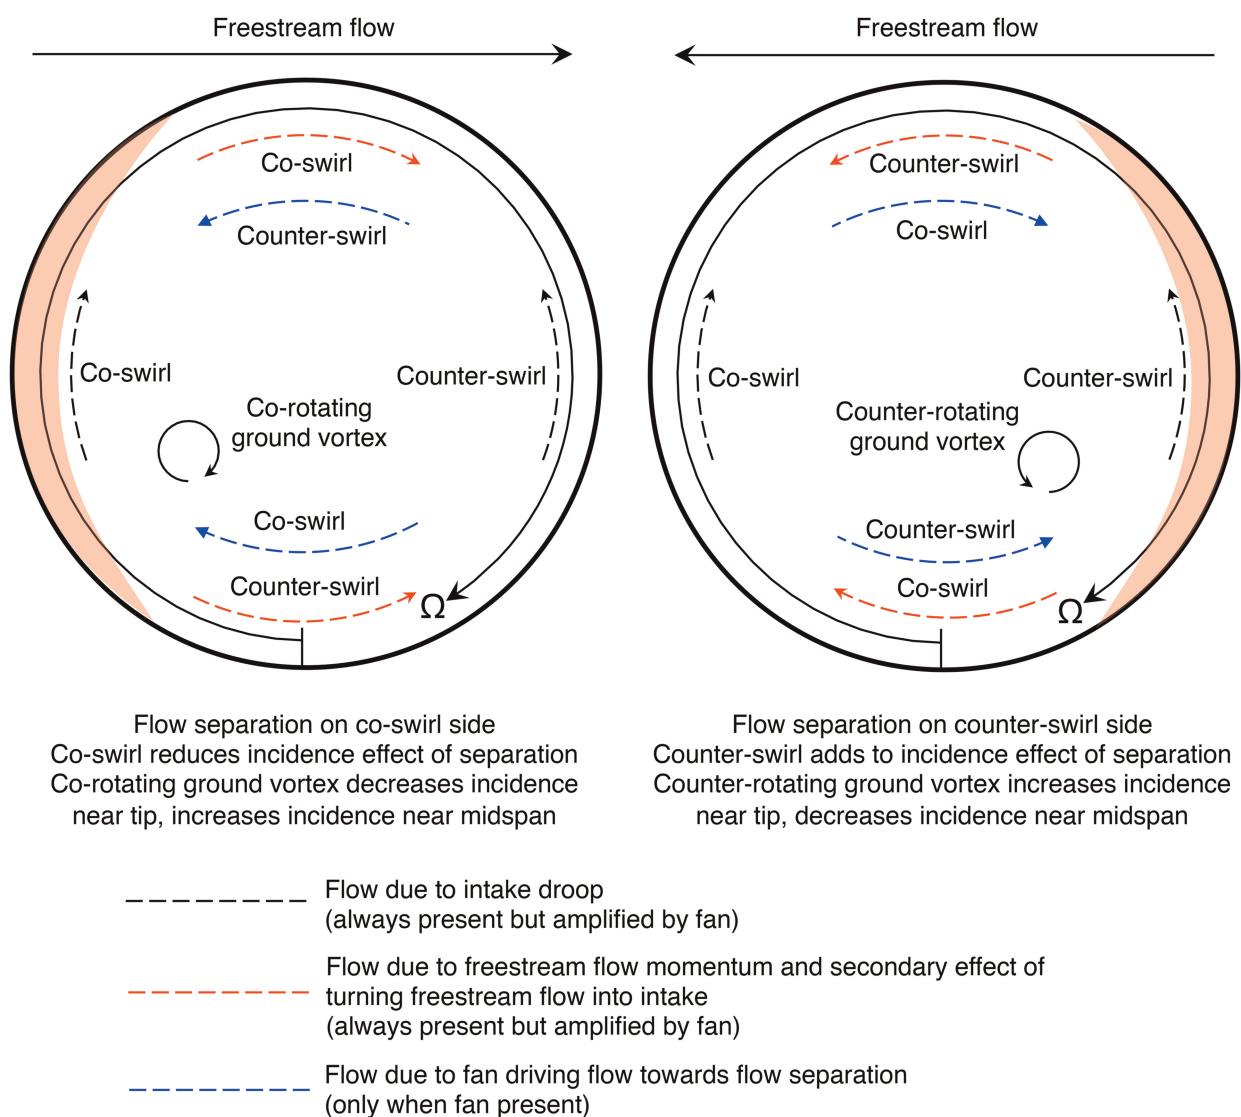 Freestream flow
Co-swirl
Counter-swirl
Co-swirl
Counter-swirl
Co-rotating
ground vortex
Co-swirl
Counter-swirl
Ω
Flow separation on co-swirl side
Co-swirl reduces incidence effect of separation
Co-rotating ground vortex decreases incidence
near tip, increases incidence near midspan
Freestream flow
Counter-swirl
Co-swirl
Co-swirl
Counter-swirl
Counter-rotating
ground vortex
Counter-swirl
Co-swirl
Ω
Flow separation on counter-swirl side
Counter-swirl adds to incidence effect of separation
Counter-rotating ground vortex increases incidence
near tip, decreases incidence near midspan
Flow due to intake droop
(always present but amplified by fan)
Flow due to freestream flow momentum and secondary effect of
turning freestream flow into intake
(always present but amplified by fan)
Flow due to fan driving flow towards flow separation
(only when fan present)